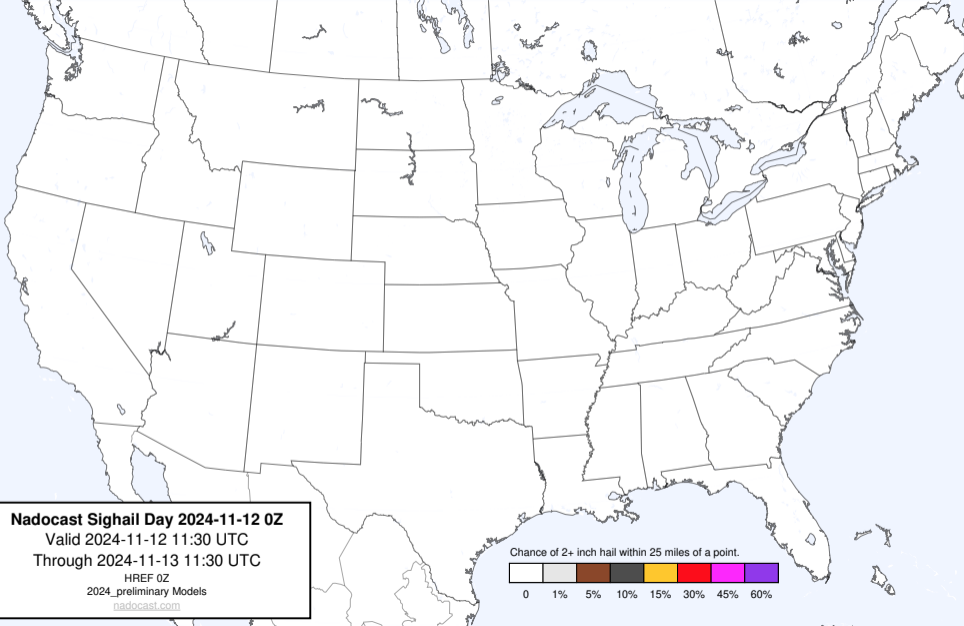 Nadocast Sighail Day 2024-11-12 0Z
Valid 2024-11-12 11:30 UTC
Through 2024-11-13 11:30 UTC
HREF 0Z
2024_preliminary Models
nadocast.com
Chance of 2+ inch hail within 25 miles of a point.
0 1% 5% 10% 15% 30% 45% 60%